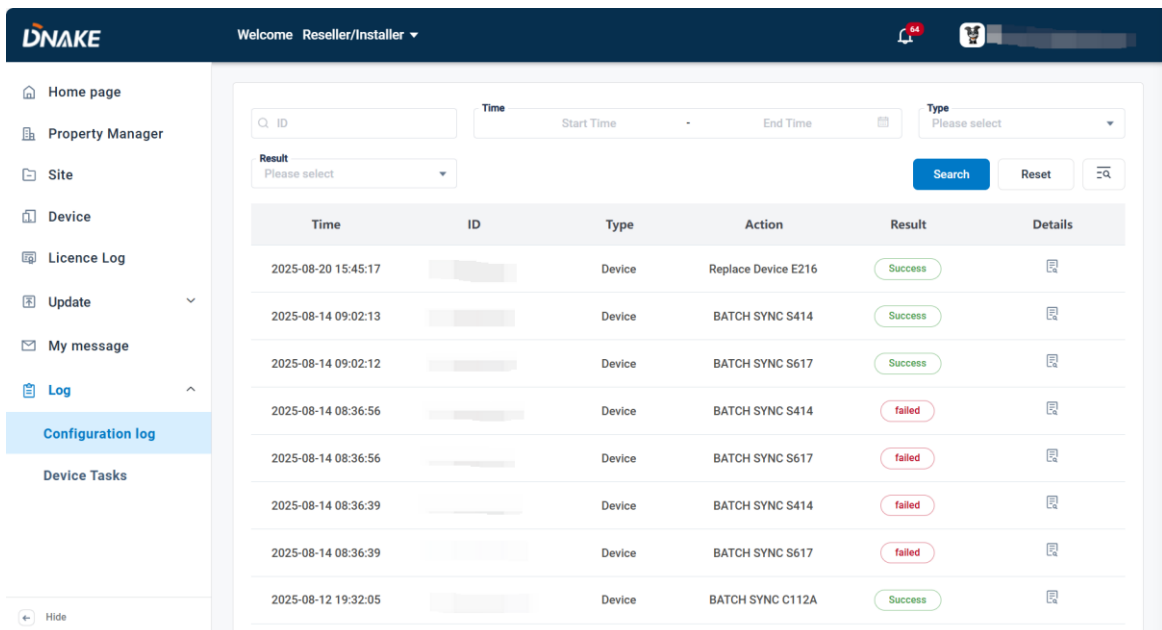 DNAKE
Welcome Reseller/Installer
64
Home page
Property Manager
Site
Device
Licence Log
Update
My message
Log
Configuration log
Device Tasks
Hide
ID
Time
Start Time - End Time
Type
Please select
Result
Please select
Search
Reset
Time ID Type Action Result Details
2025-08-20 15:45:17 Device Replace Device E216 Success
2025-08-14 09:02:13 Device BATCH SYNC S414 Success
2025-08-14 09:02:12 Device BATCH SYNC S617 Success
2025-08-14 08:36:56 Device BATCH SYNC S414 failed
2025-08-14 08:36:56 Device BATCH SYNC S617 failed
2025-08-14 08:36:39 Device BATCH SYNC S414 failed
2025-08-14 08:36:39 Device BATCH SYNC S617 failed
2025-08-12 19:32:05 Device BATCH SYNC C112A Success